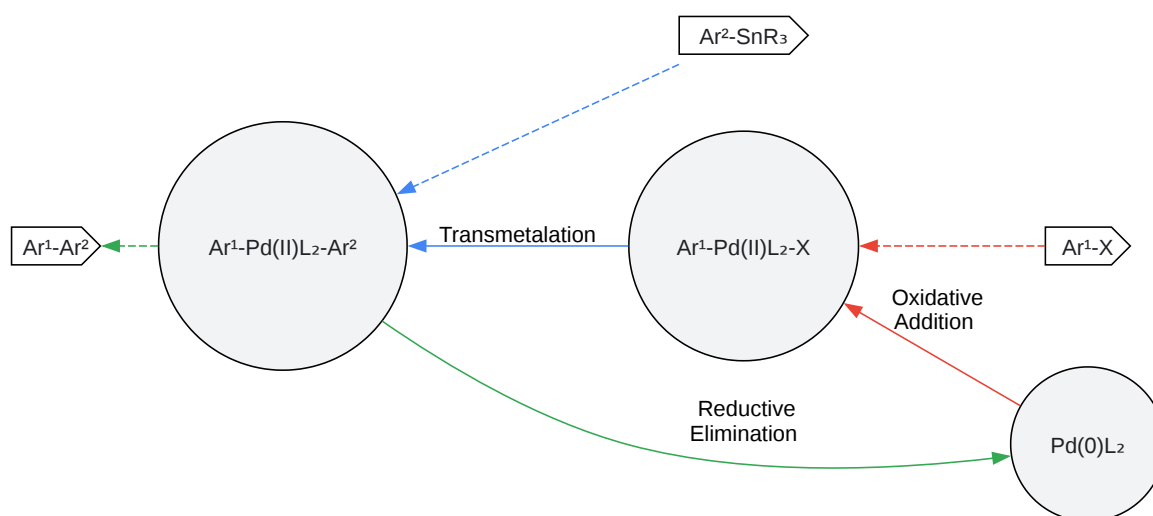 Ar²-SnR₃
Transmetalation
Ar¹-Ar²
Ar¹-Pd(II)L₂-Ar²
Ar¹-Pd(II)L₂-X
Ar¹-X
Oxidative
Addition
Reductive
Elimination
Pd(0)L₂